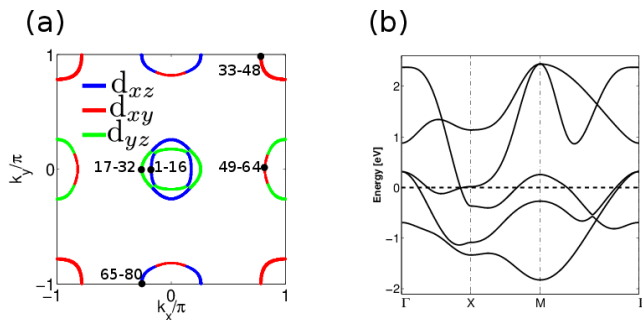 (a)
1
33-48
d_xz
d_xy
d_yz
k_y/π
0
17-32
1-16
49-64
65-80
−1
−1
0
1
k_x/π
(b)
2
1
0
−1
−2
Energy [eV]
Γ
X
M